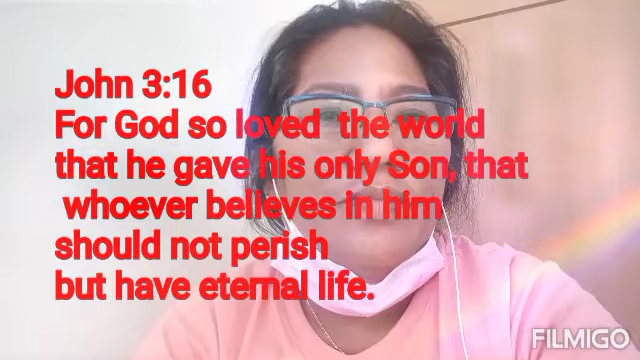 John 3:16
For God so loved the world
that he gave his only Son, that
whoever believes in him
should not perish
but have eternal life.
FILMIGO